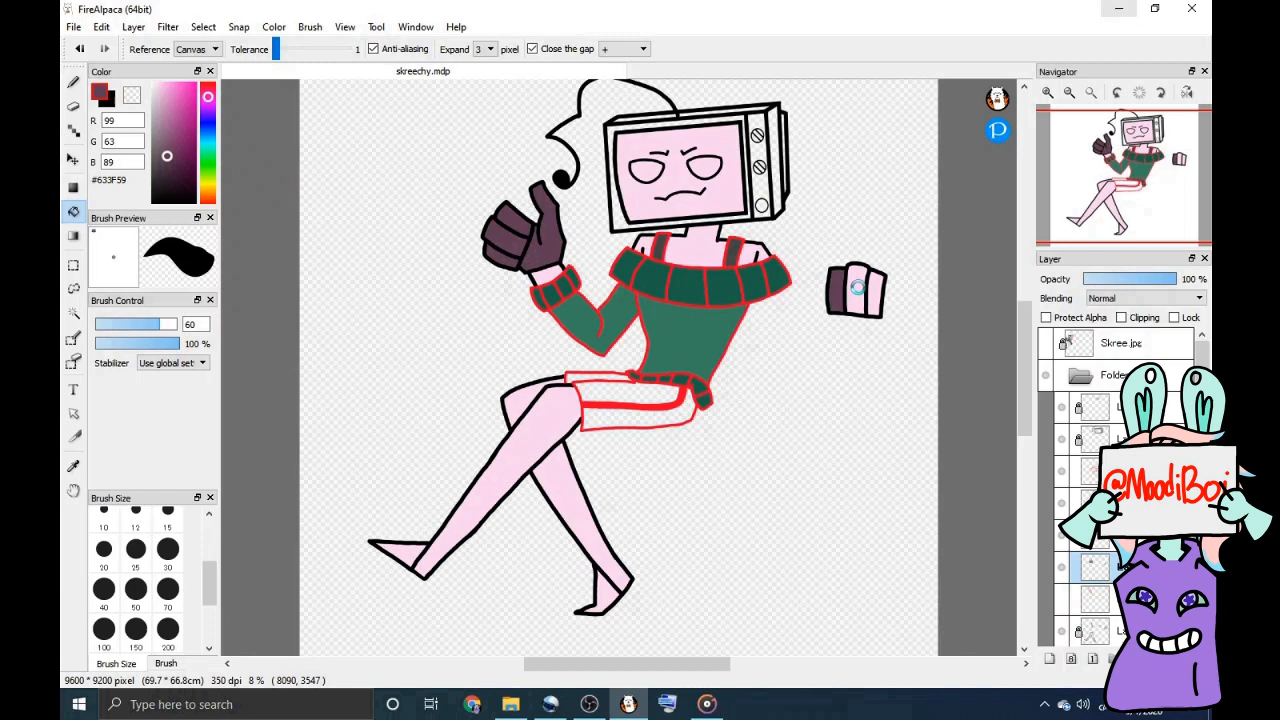 FireAlpaca (64bit)
File Edit Layer Filter Select Snap Color Brush View Tool Window Help
Reference Canvas Tolerance 1 Anti-aliasing Expand 3 pixel Close the gap +
Color
skreechy.mdp
Navigator
R 99
G 63
B 89
#633F59
Brush Preview
Brush Control
60
100 %
Stabilizer Use global set
Layer
Opacity 100 %
Blending Normal
Protect Alpha Clipping Lock
Skree.jpg
Folde
@MoodiBoi
Brush Size
10 12 15
20 25 30
40 50 70
100 150 200
Brush Size Brush
9600 * 9200 pixel (69.7 * 66.8cm) 350 dpi 8 % ( 8090, 3547 )
Type here to search